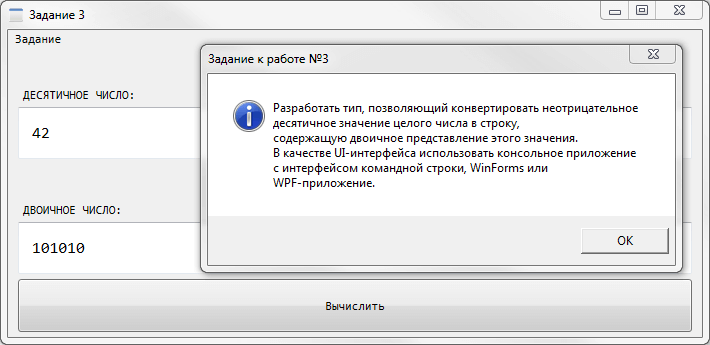 Задание 3
Задание
ДЕСЯТИЧНОЕ ЧИСЛО:
42
ДВОИЧНОЕ ЧИСЛО:
101010
Вычислить
Задание к работе №3
Разработать тип, позволяющий конвертировать неотрицательное
десятичное значение целого числа в строку,
содержащую двоичное представление этого значения.
В качестве UI-интерфейса использовать консольное приложение
с интерфейсом командной строки, WinForms или
WPF-приложение.
ОК